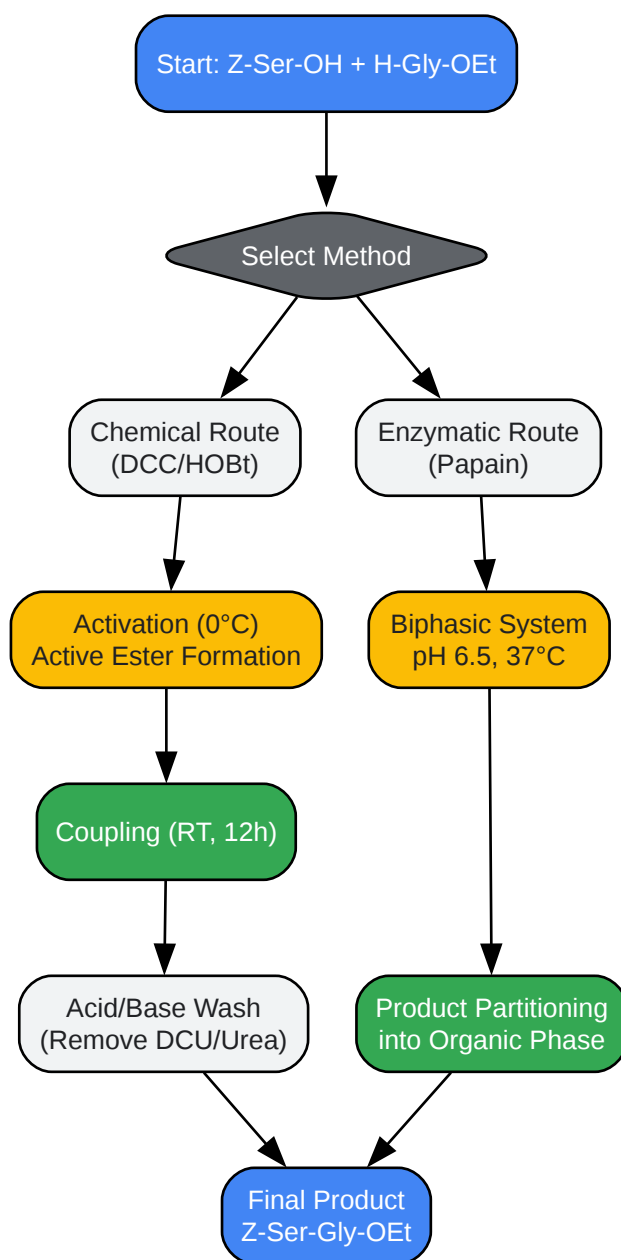 Start: Z-Ser-OH + H-Gly-OEt
Select Method
Chemical Route
(DCC/HOBt)
Enzymatic Route
(Papain)
Activation (0°C)
Active Ester Formation
Biphasic System
pH 6.5, 37°C
Coupling (RT, 12h)
Acid/Base Wash
(Remove DCU/Urea)
Product Partitioning
into Organic Phase
Final Product
Z-Ser-Gly-OEt